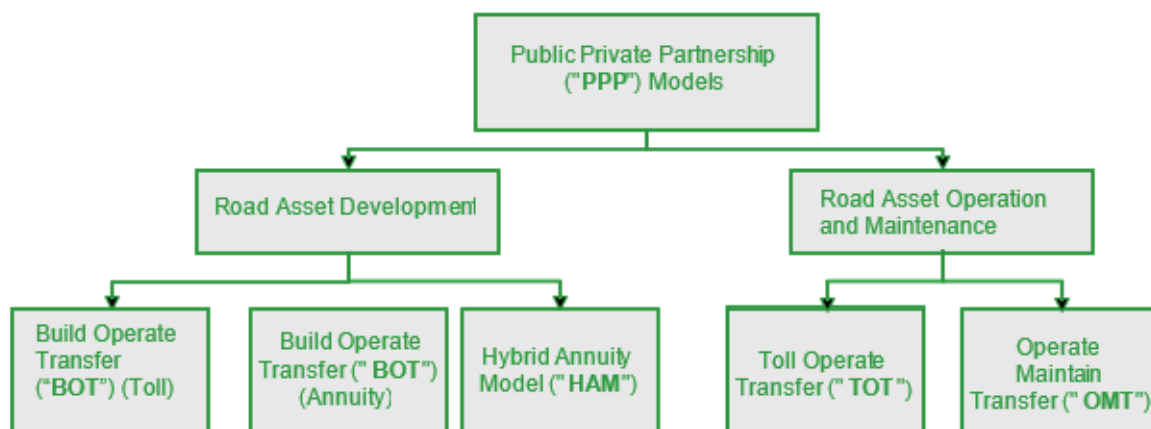 Public Private Partnership
("PPP") Models
Road Asset Development
Road Asset Operation
and Maintenance
Build Operate
Transfer
(“BOT”) (Toll)
Build Operate
Transfer (" BOT")
(Annuity)
Hybrid Annuity
Model ("HAM")
Toll Operate
Transfer (" TOT")
Operate
Maintain
Transfer (" OMT")